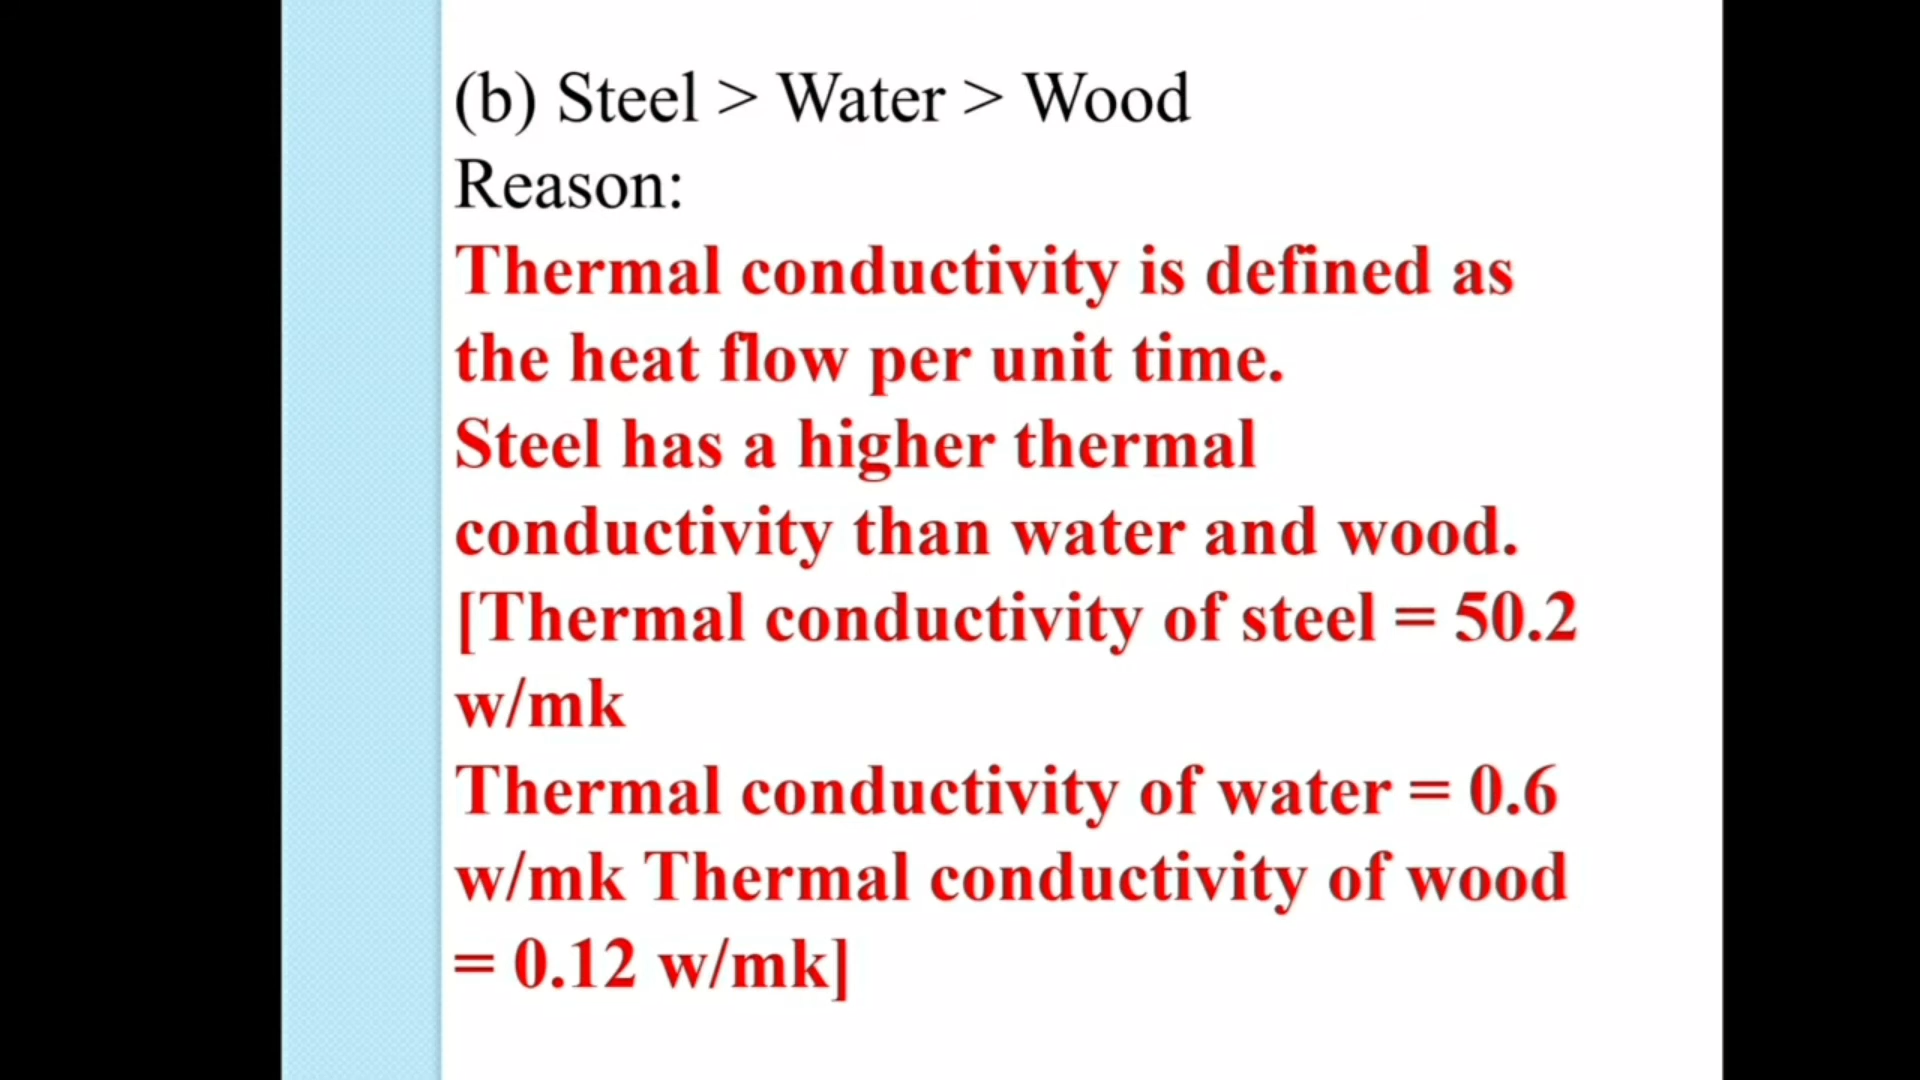 (b) Steel > Water > Wood
Reason:
Thermal conductivity is defined as
the heat flow per unit time.
Steel has a higher thermal
conductivity than water and wood.
[Thermal conductivity of steel = 50.2
w/mk
Thermal conductivity of water = 0.6
w/mk Thermal conductivity of wood
= 0.12 w/mk]